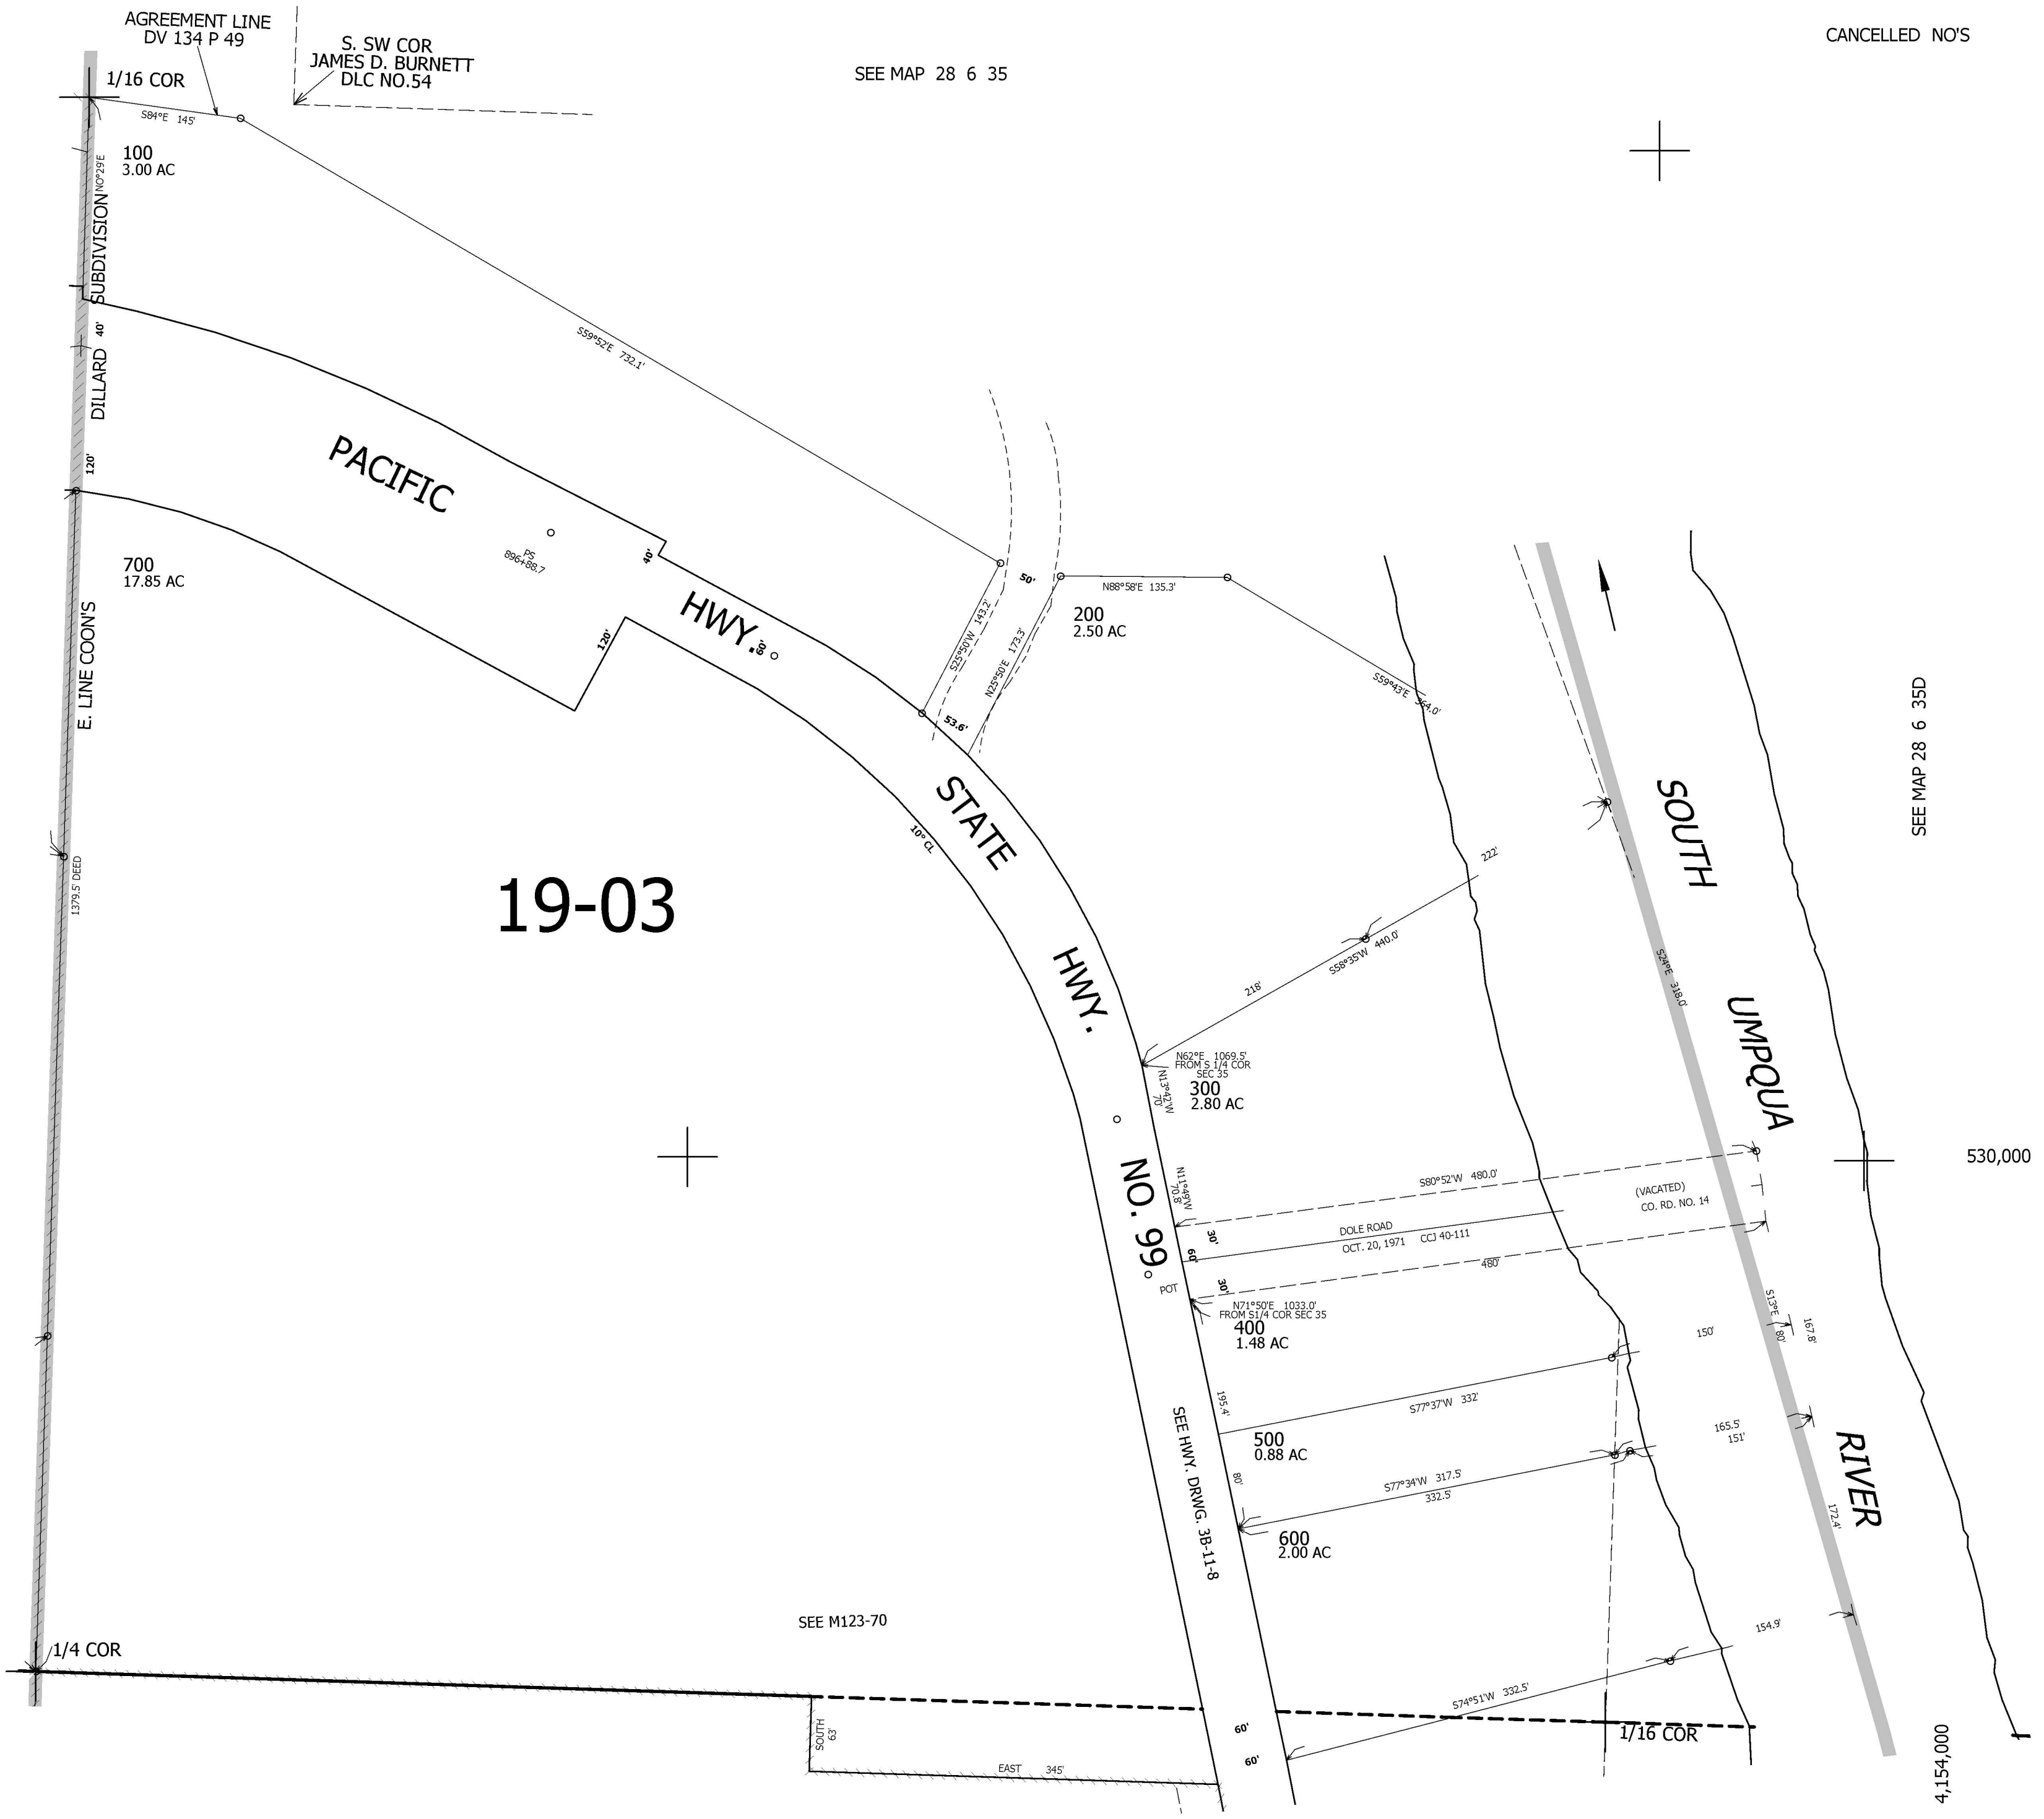 AGREEMENT LINE
DV 134 P 49
S. SW COR
JAMES D. BURNETT
DLC NO.54
SEE MAP 28 6 35
CANCELLED NO'S
1/16 COR
S84°E 145'
100
3.00 AC
N0°29'E
E. LINE COON'S DILLARD SUBDIVISION
40'
120'
S59°52'E 732.1'
PACIFIC HWY.
PS
896+88.7
40'
60'
120'
700
17.85 AC
50'
S25°50'W 143.2'
N25°50'E 173.3'
53.6'
N88°58'E 135.3'
200
2.50 AC
S59°43'E 364.0'
SEE MAP 28 6 35D
SOUTH UMPQUA RIVER
STATE HWY. NO. 99
10° CL
1379.5' DEED
19-03
222'
S58°35'W 440.0'
218'
S24°E 318.0'
N62°E 1069.5'
FROM S 1/4 COR
SEC 35
300
2.80 AC
N13°42'W
70'
N11°49'W
70.8'
S80°52'W 480.0'
530,000
(VACATED)
CO. RD. NO. 14
DOLE ROAD
OCT. 20, 1971 CCJ 40-111
30'
60'
30'
480'
POT
N71°50'E 1033.0'
FROM S1/4 COR SEC 35
400
1.48 AC
S13°E
80'
167.8'
150'
195.4'
S77°37'W 332'
500
0.88 AC
165.5'
151'
80'
S77°34'W 317.5'
332.5'
172.4'
SEE HWY. DRWG. 3B-11-8
600
2.00 AC
SEE M123-70
154.9'
1/4 COR
S74°51'W 332.5'
1/16 COR
SOUTH
63'
60'
60'
EAST 345'
4,154,000